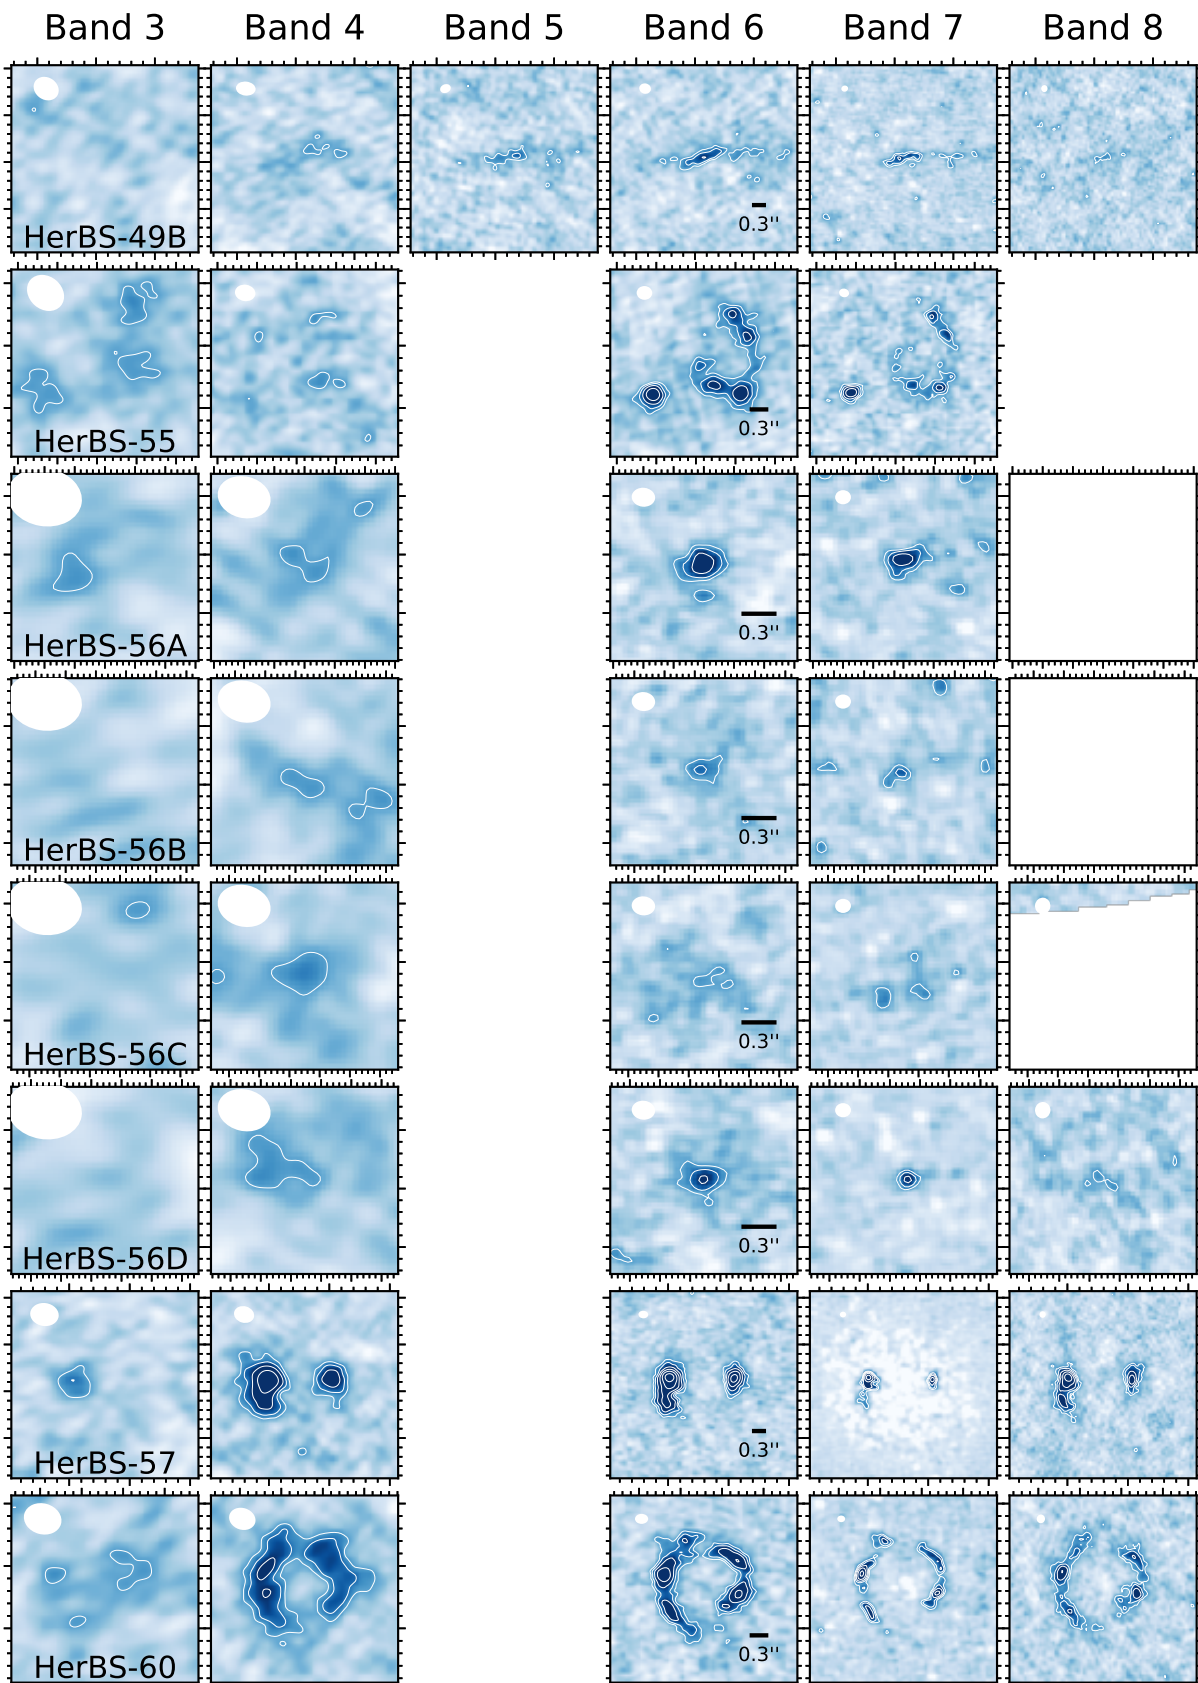 Band 3 Band 4 Band 5 Band 6 Band 7 Band 8
0.3''
HerBS-49B
0.3''
HerBS-55
0.3''
HerBS-56A
0.3''
HerBS-56B
0.3''
HerBS-56C
0.3''
HerBS-56D
0.3''
HerBS-57
0.3''
HerBS-60